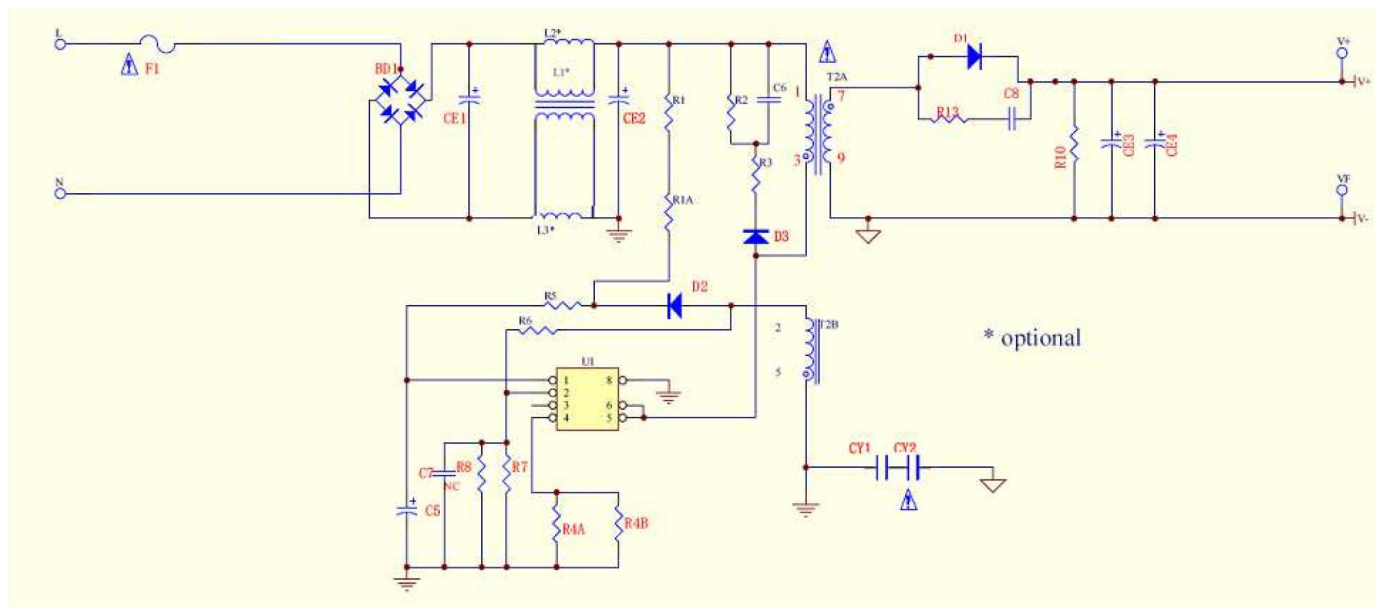 L
F1
BD1
CE1
L2*
L1*
L3*
CE2
R1
R1A
R2
C6
R3
D3
1
3
T2A
7
9
D1
R13
C8
R10
CE3
CE4
V+
V+
VF
V-
N
R5
D2
R6
2
T2B
5
* optional
U1
1
8
2
3
6
4
5
C7
NC
R8
R7
C5
R4A
R4B
CY1
CY2